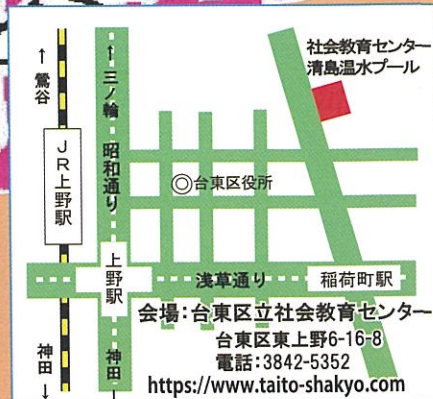 社会教育センター
清島温水プール
↑鶯谷
JR上野駅
神田↓
↑三ノ輪
昭和通り
◎台東区役所
上野駅
浅草通り
稲荷町駅
神田↓
会場:台東区立社会教育センター
台東区東上野6-16-8
電話:3842-5352
https://www.taito-shakyo.com